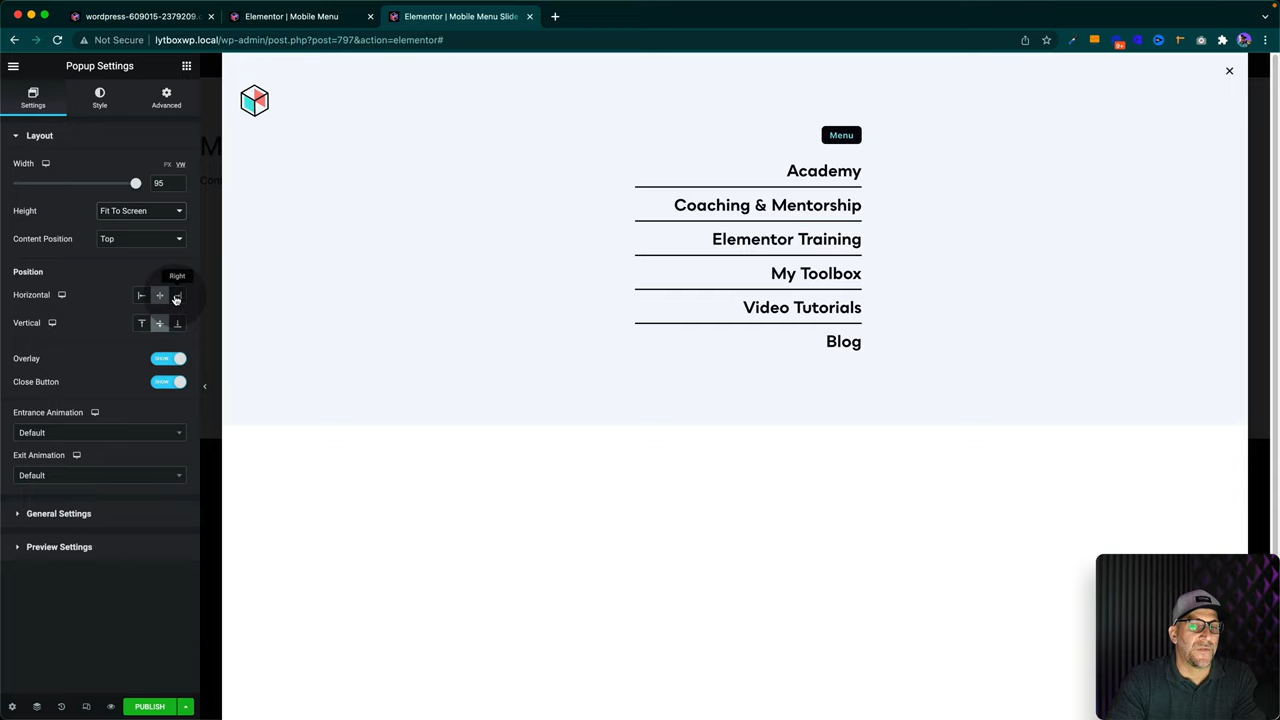 wordpress-609015-2379209.c
Elementor | Mobile Menu
Elementor | Mobile Menu Slide
Not Secure
lytboxwp.local/wp-admin/post.php?post=797&action=elementor#
Popup Settings
Settings
Style
Advanced
Layout
Width
PX
VW
95
Height
Fit To Screen
Content Position
Top
Position
Right
Horizontal
Vertical
Overlay
SHOW
Close Button
SHOW
Entrance Animation
Default
Exit Animation
Default
General Settings
Preview Settings
PUBLISH
Menu
Academy
Coaching & Mentorship
Elementor Training
My Toolbox
Video Tutorials
Blog